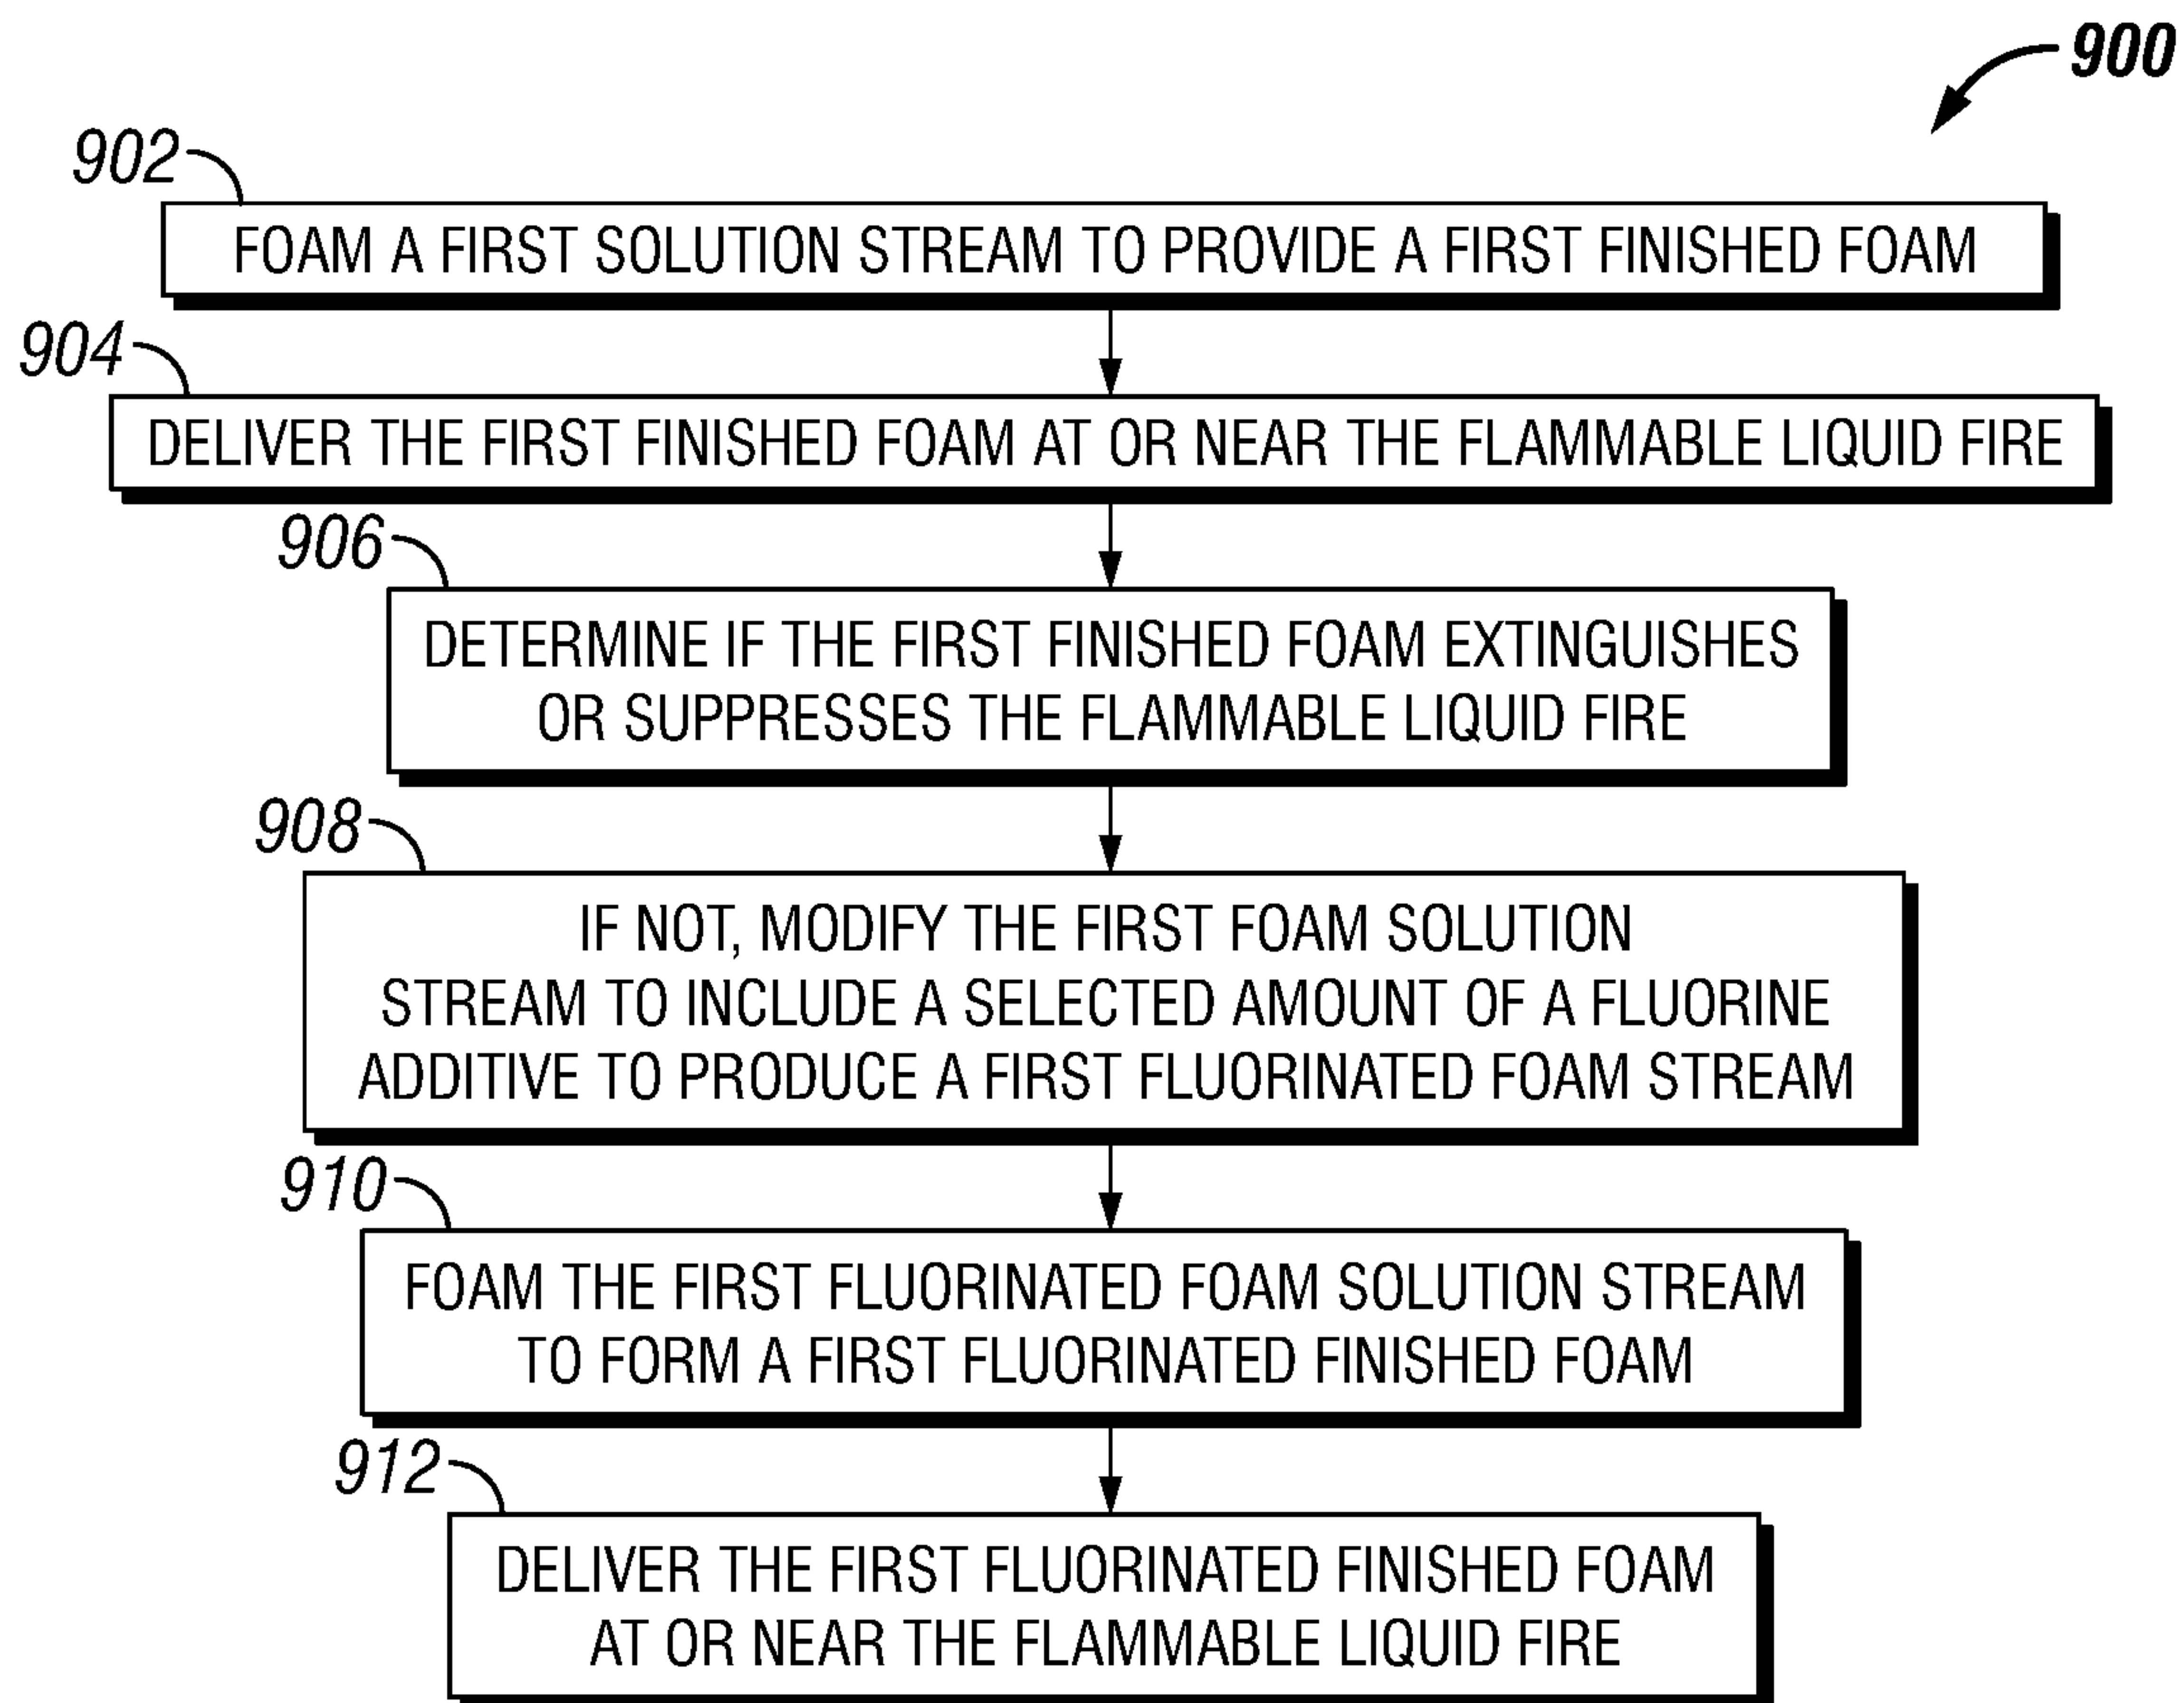 900
902
FOAM A FIRST SOLUTION STREAM TO PROVIDE A FIRST FINISHED FOAM
904
DELIVER THE FIRST FINISHED FOAM AT OR NEAR THE FLAMMABLE LIQUID FIRE
906
DETERMINE IF THE FIRST FINISHED FOAM EXTINGUISHES
OR SUPPRESSES THE FLAMMABLE LIQUID FIRE
908
IF NOT, MODIFY THE FIRST FOAM SOLUTION
STREAM TO INCLUDE A SELECTED AMOUNT OF A FLUORINE
ADDITIVE TO PRODUCE A FIRST FLUORINATED FOAM STREAM
910
FOAM THE FIRST FLUORINATED FOAM SOLUTION STREAM
TO FORM A FIRST FLUORINATED FINISHED FOAM
912
DELIVER THE FIRST FLUORINATED FINISHED FOAM
AT OR NEAR THE FLAMMABLE LIQUID FIRE